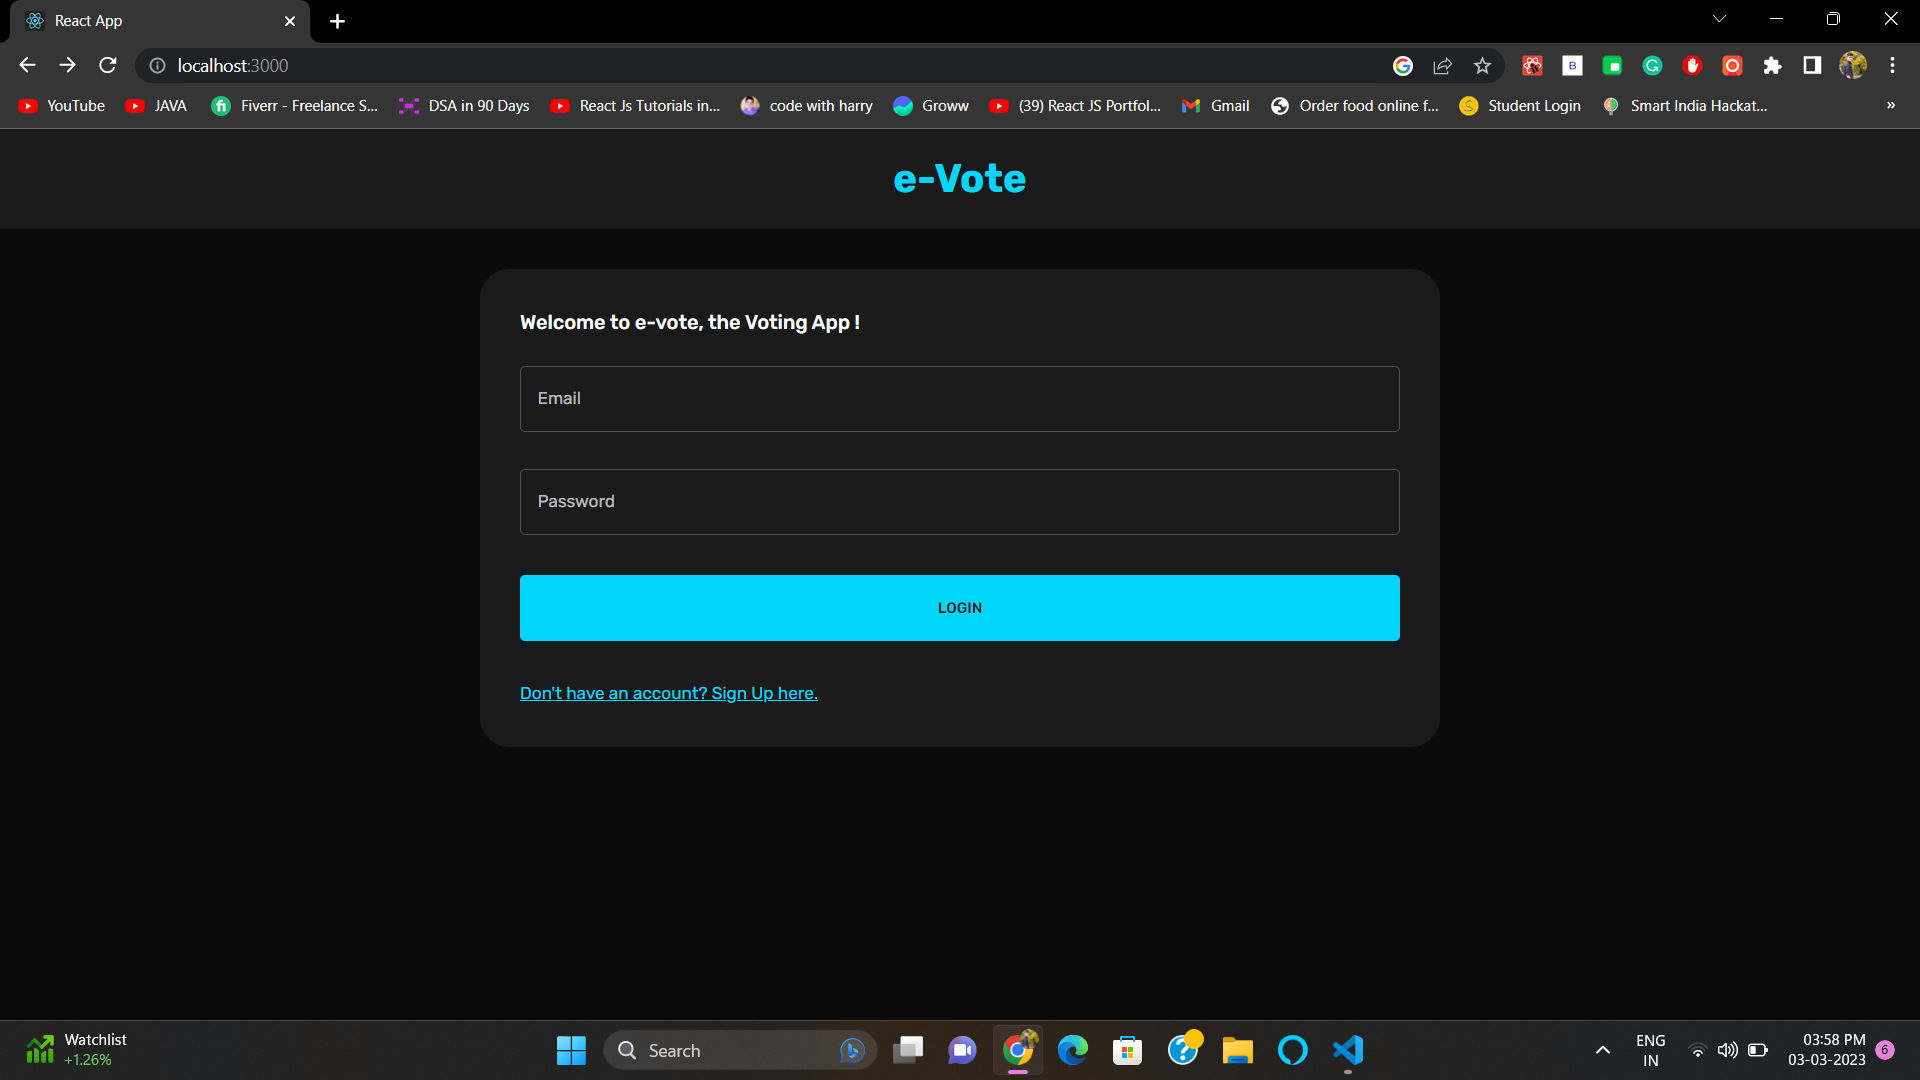 React App
localhost:3000
YouTube
JAVA
Fiverr - Freelance S...
DSA in 90 Days
React Js Tutorials in...
code with harry
Groww
(39) React JS Portfol...
Gmail
Order food online f...
Student Login
Smart India Hackat...
»
e-Vote
Welcome to e-vote, the Voting App !
Email
Password
LOGIN
Don't have an account? Sign Up here.
Watchlist
+1.26%
Search
ENG
IN
03:58 PM
03-03-2023
6